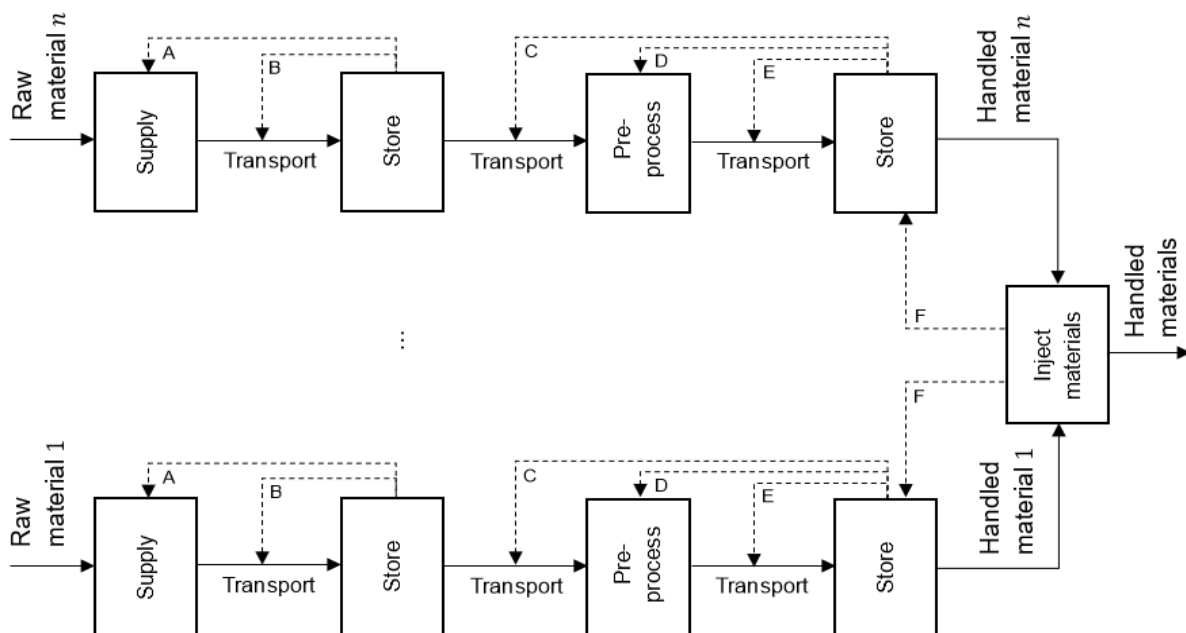 Raw
material n
A
B
C
D
E
Supply
Transport
Store
Transport
Pre-
process
Transport
Store
Handled
material n
F
Inject
materials
Handled
materials
...
F
Raw
material 1
A
B
C
D
E
Supply
Transport
Store
Transport
Pre-
process
Transport
Store
Handled
material 1